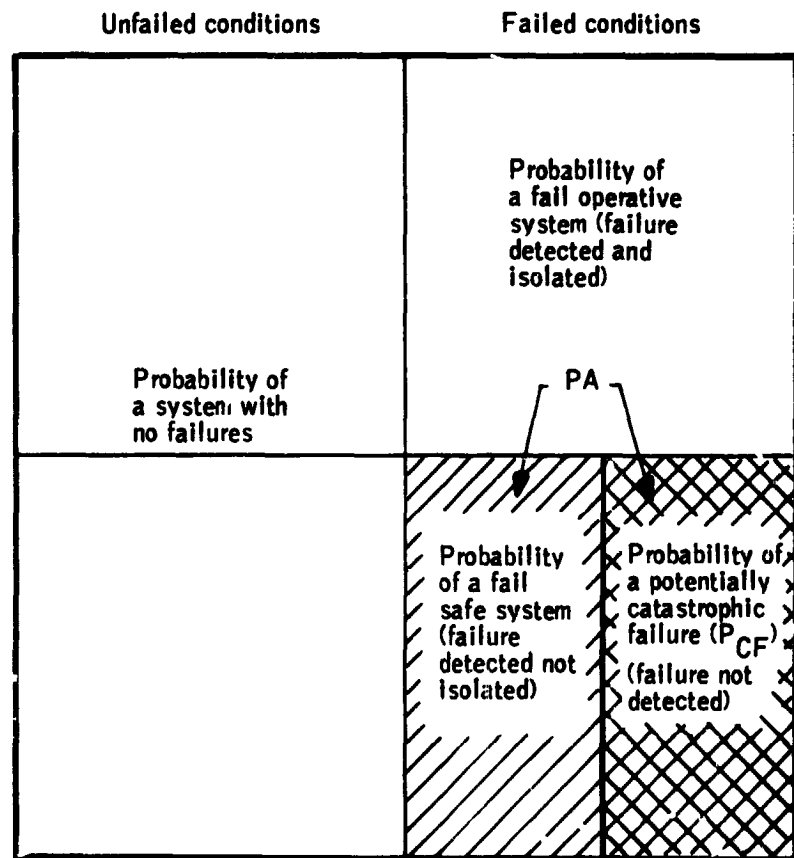 Unfailed conditions
Failed conditions
Probability of
a fail operative
system (failure
detected and
isolated)
PA
Probability of
a system with
no failures
Probability
of a fail
safe system
(failure
detected not
isolated)
Probability of
a potentially
catastrophic
failure (PCF)
(failure not
detected)